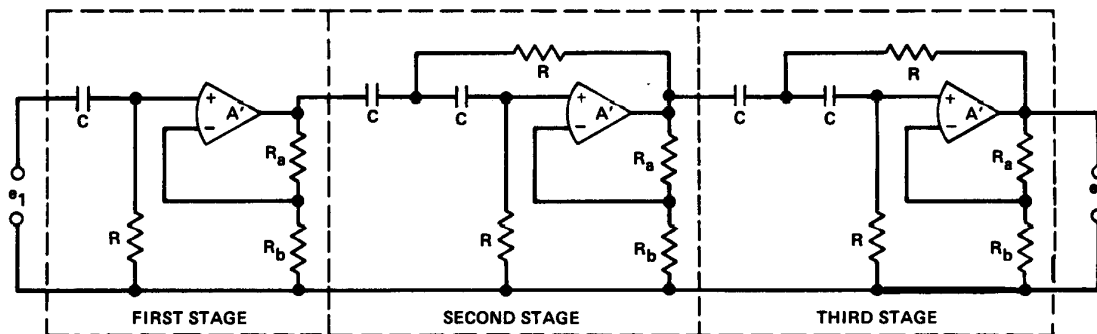 R
R
C
A'
+
−
C
C
A'
+
−
C
C
A'
+
−
Ra
Ra
Ra
e1
e
R
Rb
R
Rb
R
Rb
FIRST STAGE
SECOND STAGE
THIRD STAGE